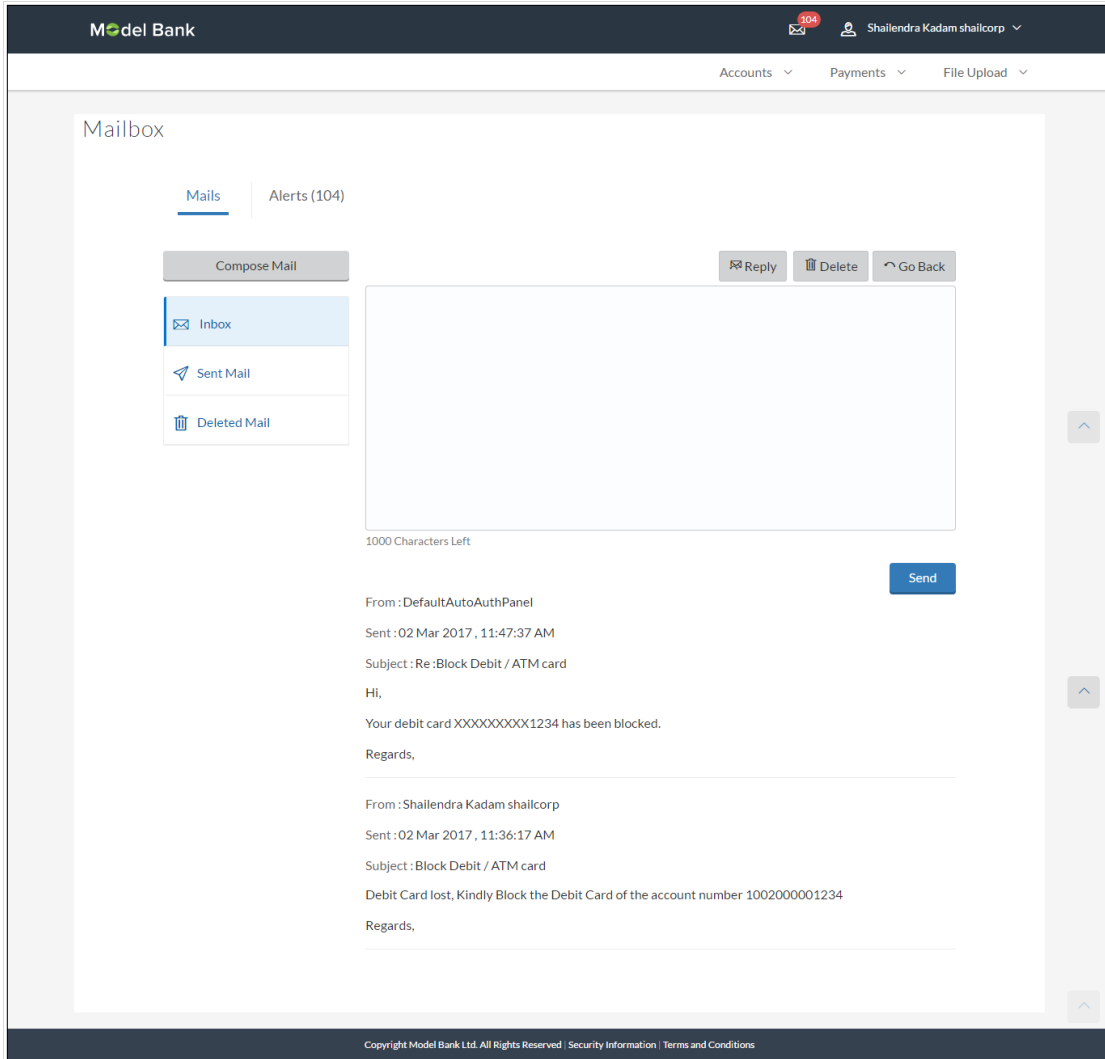 Model Bank
104
Shailendra Kadam shailcorp
Accounts Payments File Upload
Mailbox
Mails Alerts (104)
Compose Mail
Reply Delete Go Back
Inbox
Sent Mail
Deleted Mail
1000 Characters Left
Send
From : DefaultAutoAuthPanel
Sent : 02 Mar 2017 , 11:47:37 AM
Subject : Re :Block Debit / ATM card
Hi,
Your debit card XXXXXXXXX1234 has been blocked.
Regards,
From : Shailendra Kadam shailcorp
Sent : 02 Mar 2017 , 11:36:17 AM
Subject : Block Debit / ATM card
Debit Card lost, Kindly Block the Debit Card of the account number 1002000001234
Regards,
Copyright Model Bank Ltd. All Rights Reserved | Security Information | Terms and Conditions